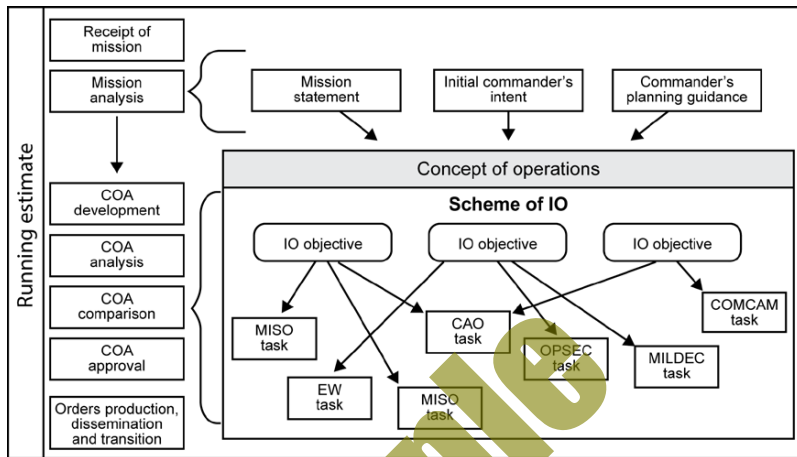 Running estimate
Receipt of
mission
Mission
analysis
Mission
statement
Initial commander's
intent
Commander's
planning guidance
Concept of operations
Scheme of IO
COA
development
COA
analysis
COA
comparison
COA
approval
Orders production,
dissemination
and transition
IO objective
IO objective
IO objective
MISO
task
EW
task
MISO
task
CAO
task
OPSEC
task
MILDEC
task
COMCAM
task